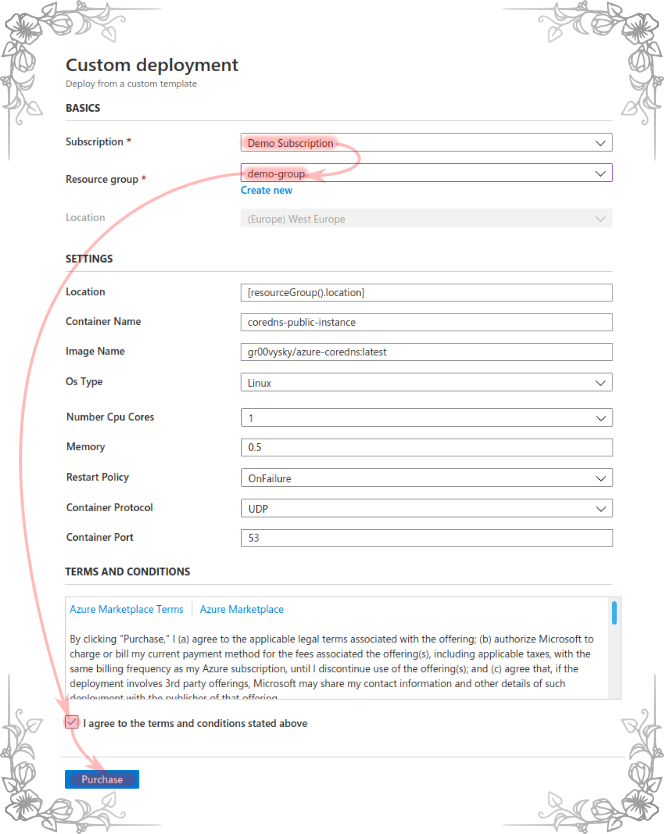 Custom deployment
Deploy from a custom template
BASICS
Subscription * Demo Subscription
Resource group * demo-group
Create new
Location (Europe) West Europe
SETTINGS
Location [resourceGroup().location]
Container Name coredns-public-instance
Image Name gr00vysky/azure-coredns:latest
Os Type Linux
Number Cpu Cores 1
Memory 0.5
Restart Policy OnFailure
Container Protocol UDP
Container Port 53
TERMS AND CONDITIONS
Azure Marketplace Terms Azure Marketplace
By clicking "Purchase," I (a) agree to the applicable legal terms associated with the offering; (b) authorize Microsoft to
charge or bill my current payment method for the fees associated the offering(s), including applicable taxes, with the
same billing frequency as my Azure subscription, until I discontinue use of the offering(s); and (c) agree that, if the
deployment involves 3rd party offerings, Microsoft may share my contact information and other details of such
deployment with the publisher of that offering
I agree to the terms and conditions stated above
Purchase